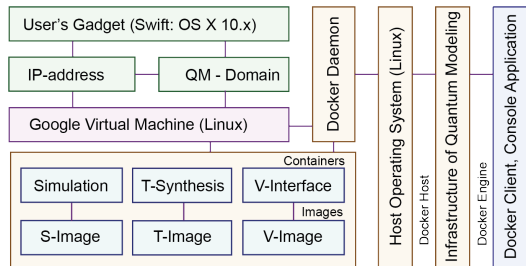 User's Gadget (Swift: OS X 10.x)
IP-address
QM - Domain
Google Virtual Machine (Linux)
Containers
Simulation
T-Synthesis
V-Interface
Images
S-Image
T-Image
V-Image
Docker Daemon
Host Operating System (Linux)
Docker Host
Infrastructure of Quantum Modeling
Docker Engine
Docker Client, Console Application